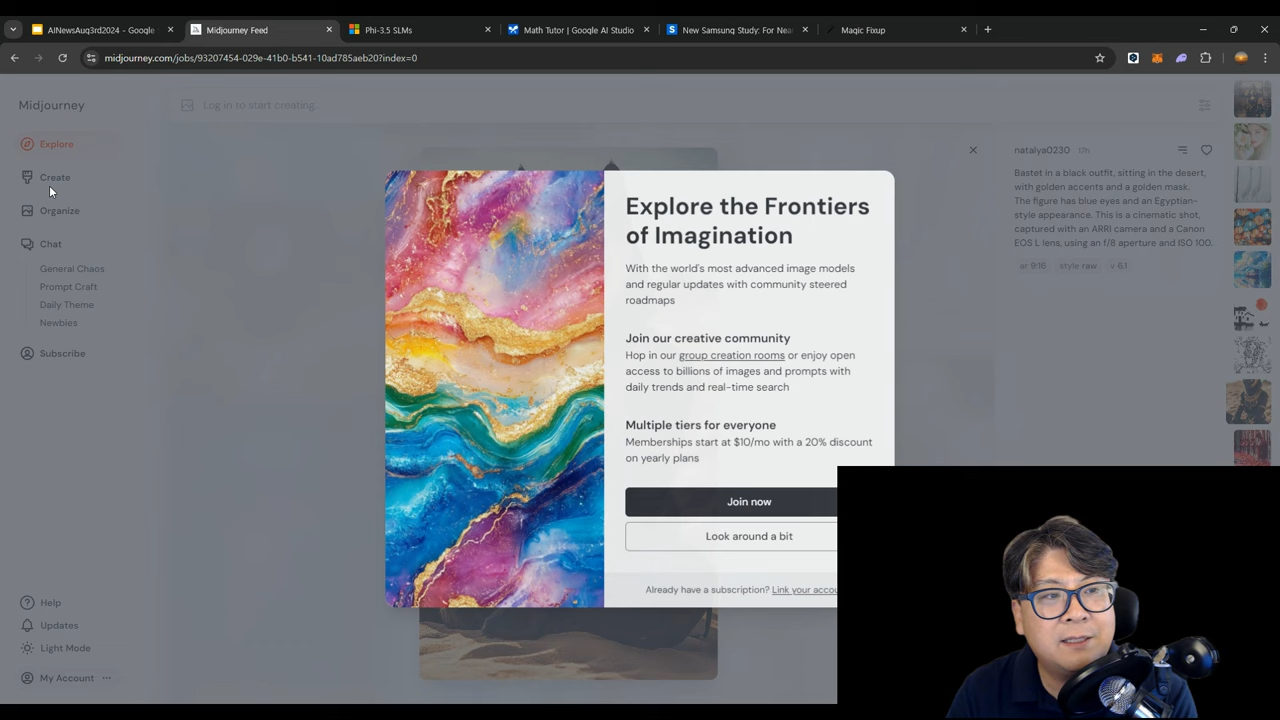 AINewsAug3rd2024 - Google
Midjourney Feed
Phi-3.5 SLMs
Math Tutor | Google AI Studio
New Samsung Study: For Near
Magic Fixup
midjourney.com/jobs/93207454-029e-41b0-b541-10ad785aeb20?index=0
Midjourney
Log in to start creating...
Explore
Create
Organize
Chat
General Chaos
Prompt Craft
Daily Theme
Newbies
Subscribe
Help
Updates
Light Mode
My Account
Explore the Frontiers
of Imagination
With the world's most advanced image models
and regular updates with community steered
roadmaps
Join our creative community
Hop in our group creation rooms or enjoy open
access to billions of images and prompts with
daily trends and real-time search
Multiple tiers for everyone
Memberships start at $10/mo with a 20% discount
on yearly plans
Join now
Look around a bit
Already have a subscription? Link your accou
natalya0230 17h
Bastet in a black outfit, sitting in the desert,
with golden accents and a golden mask.
The figure has blue eyes and an Egyptian-
style appearance. This is a cinematic shot,
captured with an ARRI camera and a Canon
EOS L lens, using an f/8 aperture and ISO 100.
ar 9:16 style raw v 6.1